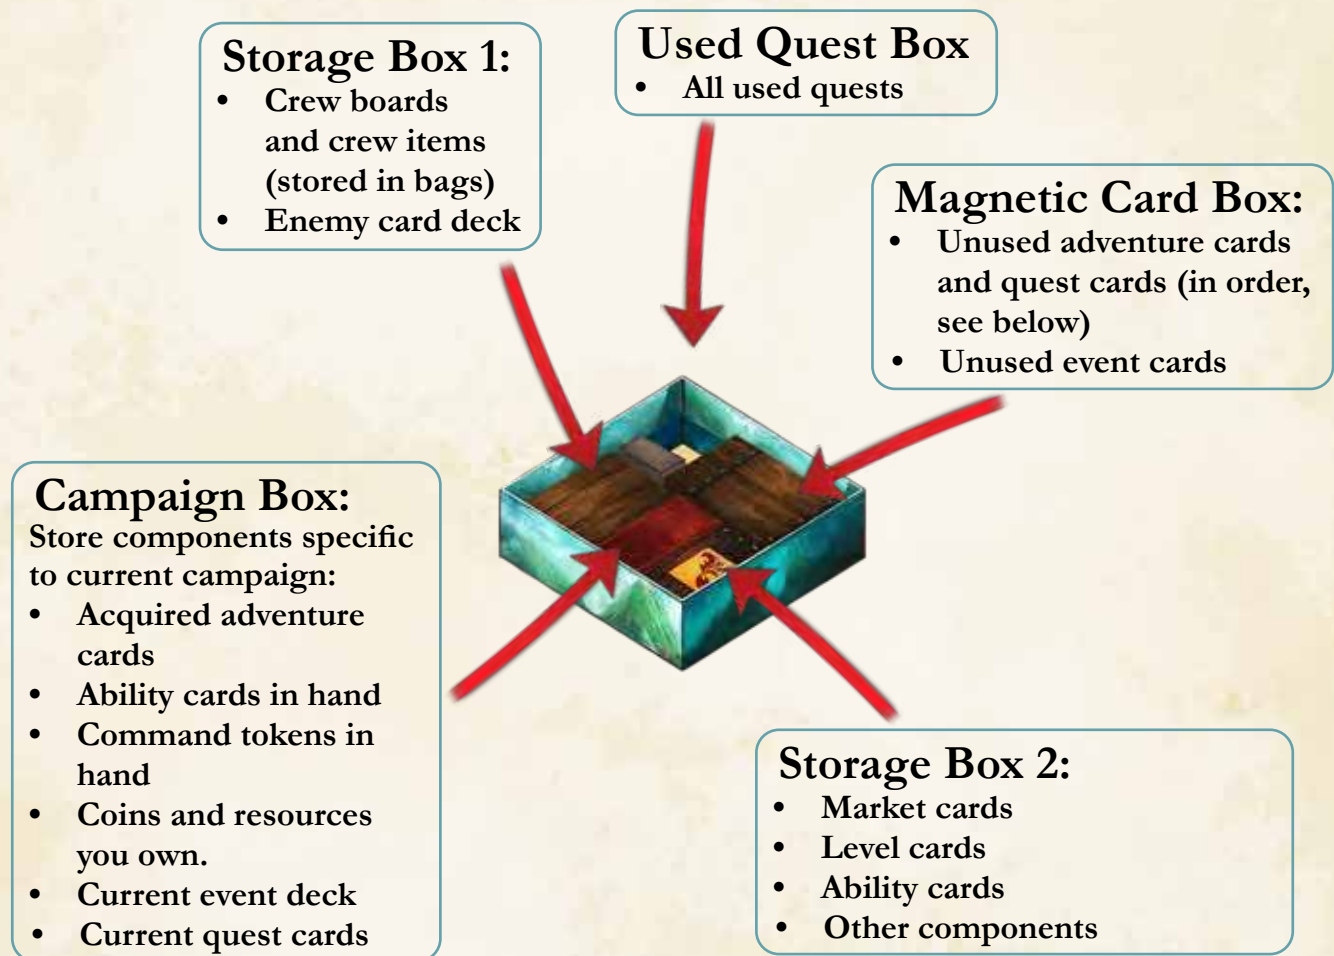 Storage Box 1:
• Crew boards
and crew items
(stored in bags)
• Enemy card deck
Used Quest Box
• All used quests
Magnetic Card Box:
• Unused adventure cards
and quest cards (in order,
see below)
• Unused event cards
Campaign Box:
Store components specific
to current campaign:
• Acquired adventure
cards
• Ability cards in hand
• Command tokens in
hand
• Coins and resources
you own.
• Current event deck
• Current quest cards
Storage Box 2:
• Market cards
• Level cards
• Ability cards
• Other components